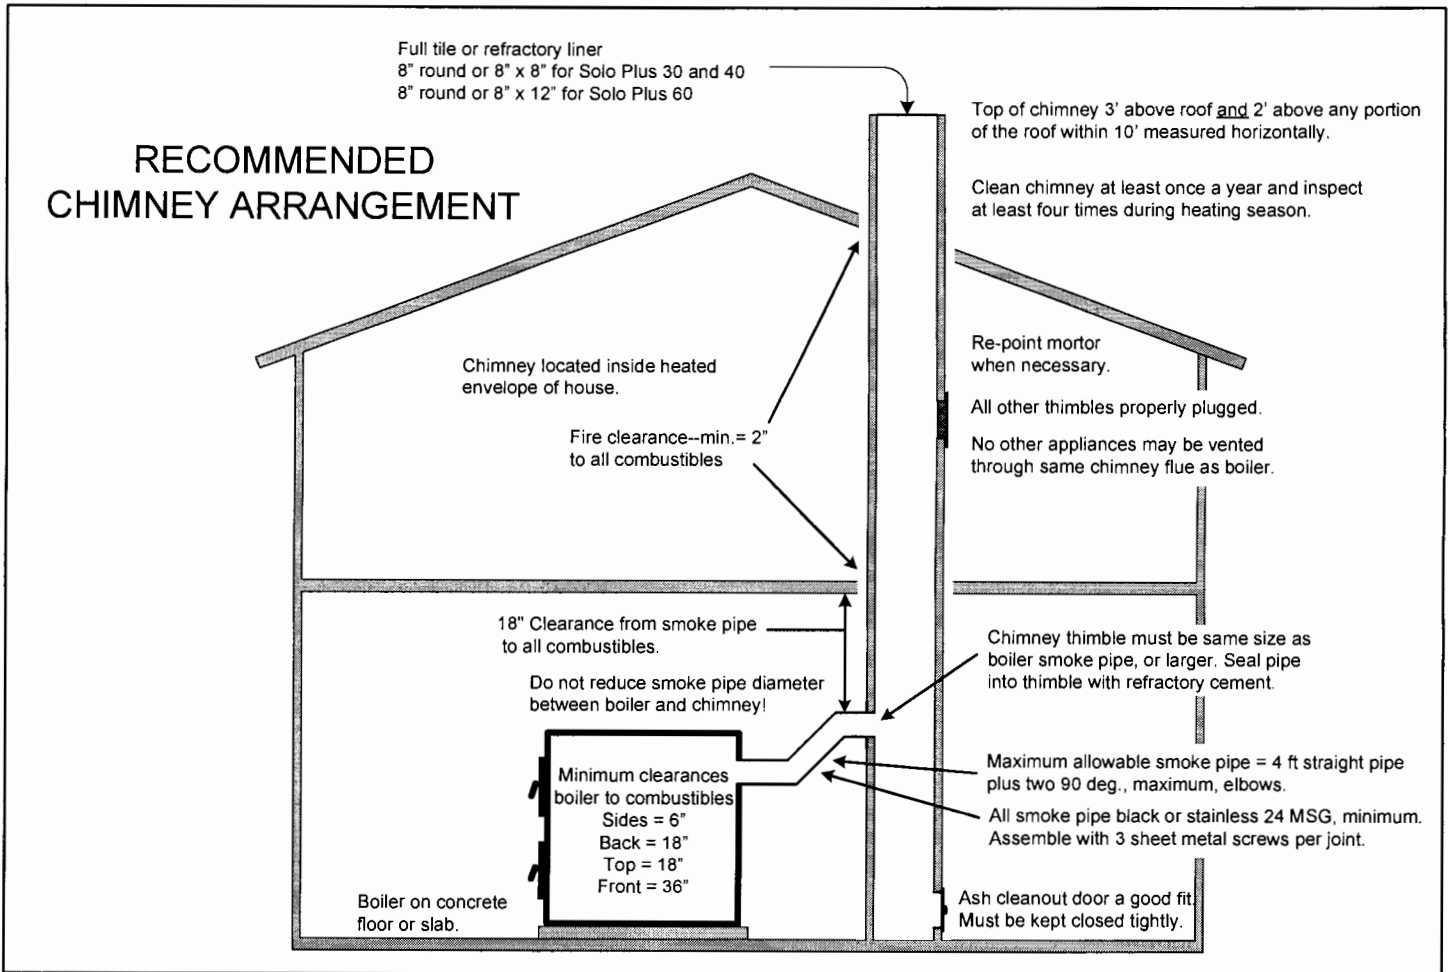 Full tile or refractory liner
8" round or 8" x 8" for Solo Plus 30 and 40
8" round or 8" x 12" for Solo Plus 60
RECOMMENDED
CHIMNEY ARRANGEMENT
Top of chimney 3' above roof and 2' above any portion
of the roof within 10' measured horizontally.
Clean chimney at least once a year and inspect
at least four times during heating season.
Chimney located inside heated
envelope of house.
Fire clearance--min.= 2"
to all combustibles
Re-point mortor
when necessary.
All other thimbles properly plugged.
No other appliances may be vented
through same chimney flue as boiler.
18" Clearance from smoke pipe
to all combustibles.
Do not reduce smoke pipe diameter
between boiler and chimney!
Chimney thimble must be same size as
boiler smoke pipe, or larger. Seal pipe
into thimble with refractory cement.
Minimum clearances
boiler to combustibles
Sides = 6"
Back = 18"
Top = 18"
Front = 36"
Maximum allowable smoke pipe = 4 ft straight pipe
plus two 90 deg., maximum, elbows.
All smoke pipe black or stainless 24 MSG, minimum.
Assemble with 3 sheet metal screws per joint.
Boiler on concrete
floor or slab.
Ash cleanout door a good fit.
Must be kept closed tightly.